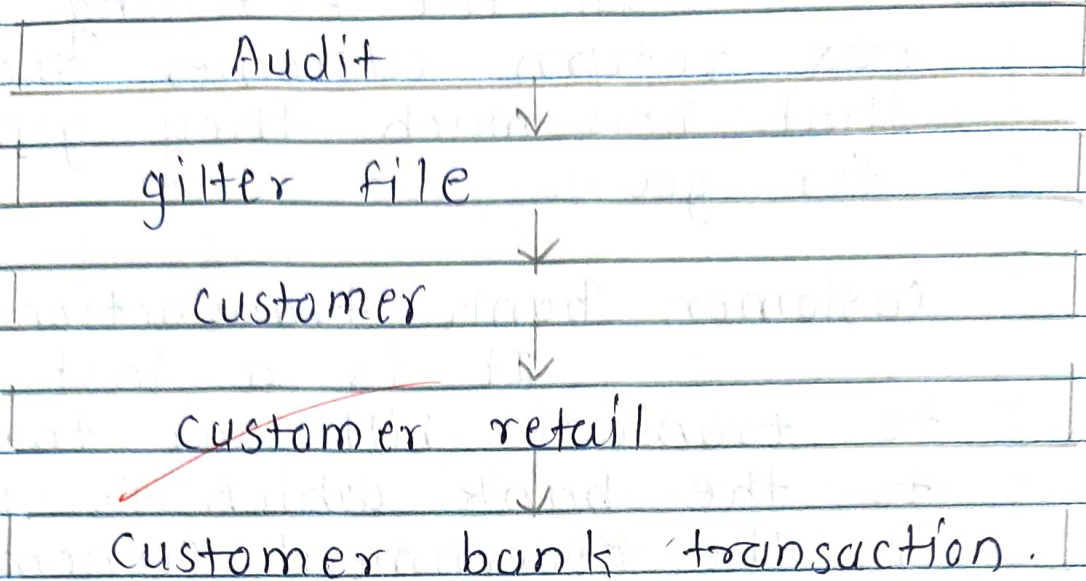 Audit
gilter file
customer
customer retail
customer bank transaction.